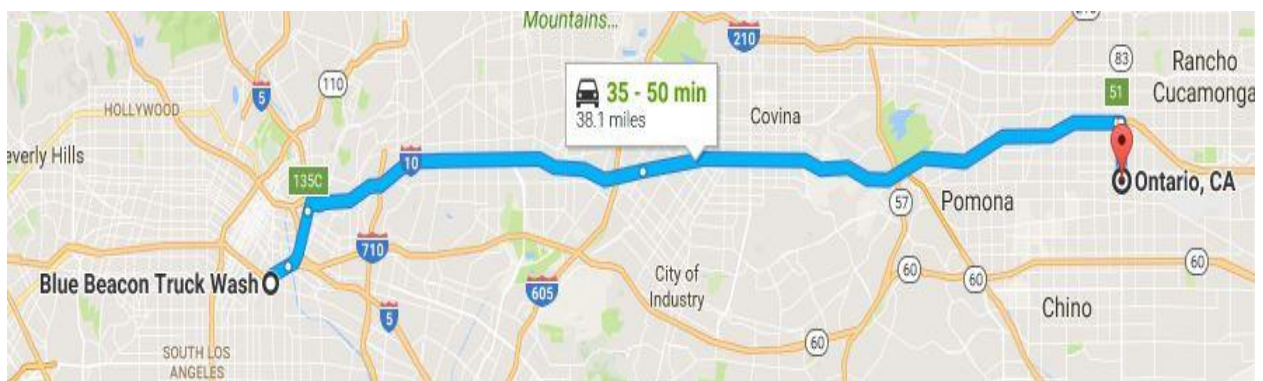 Mountains...
210
210
5
110
HOLLYWOOD
35 - 50 min
38.1 miles
Covina
83
51
Rancho
Cucamonga
everly Hills
10
135C
Ontario, CA
57
Pomona
710
Blue Beacon Truck Wash
605
City of
Industry
60
60
60
5
Chino
SOUTH LOS
ANGELES